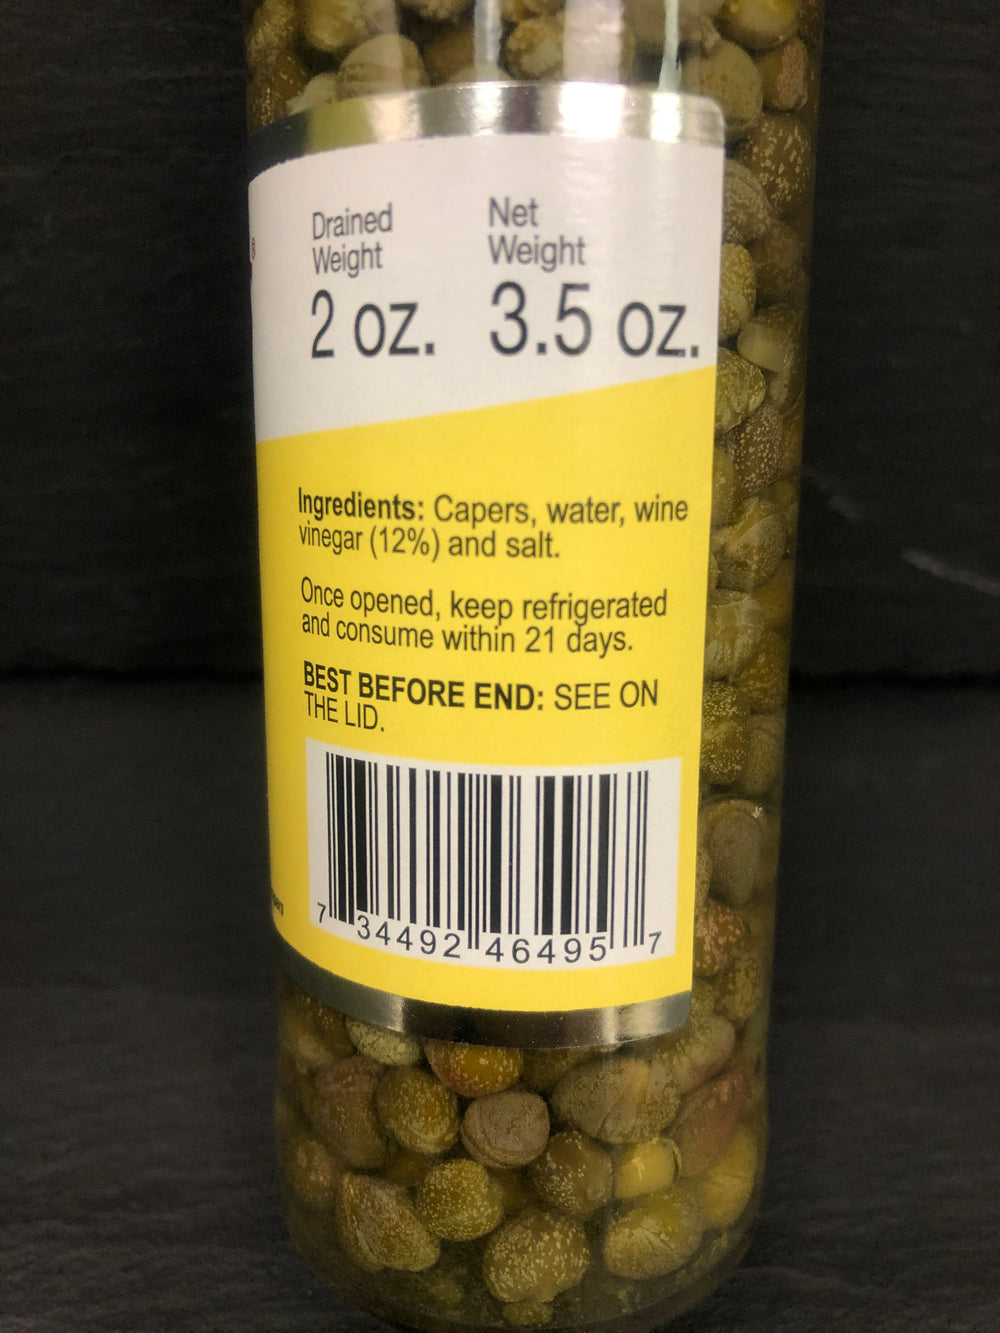 ®
Drained
Weight
2 oz.
Net
Weight
3.5 oz.
Ingredients: Capers, water, wine
vinegar (12%) and salt.
Once opened, keep refrigerated
and consume within 21 days.
BEST BEFORE END: SEE ON
THE LID.
7 34492 46495 7